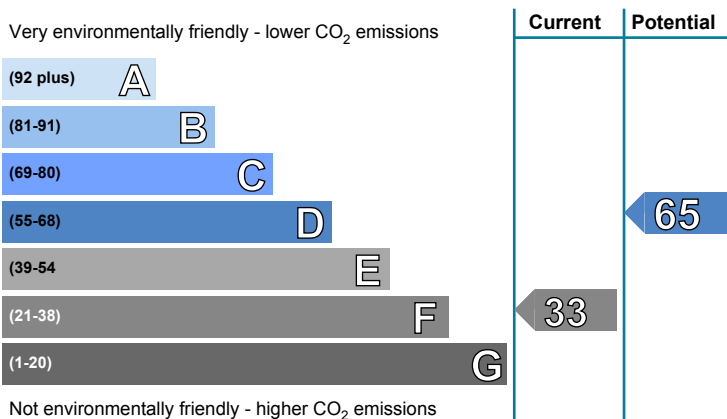 Current Potential
Very environmentally friendly - lower CO2 emissions
(92 plus) A
(81-91) B
(69-80) C
(55-68) D
65
(39-54 E
(21-38) F
33
(1-20) G
Not environmentally friendly - higher CO2 emissions